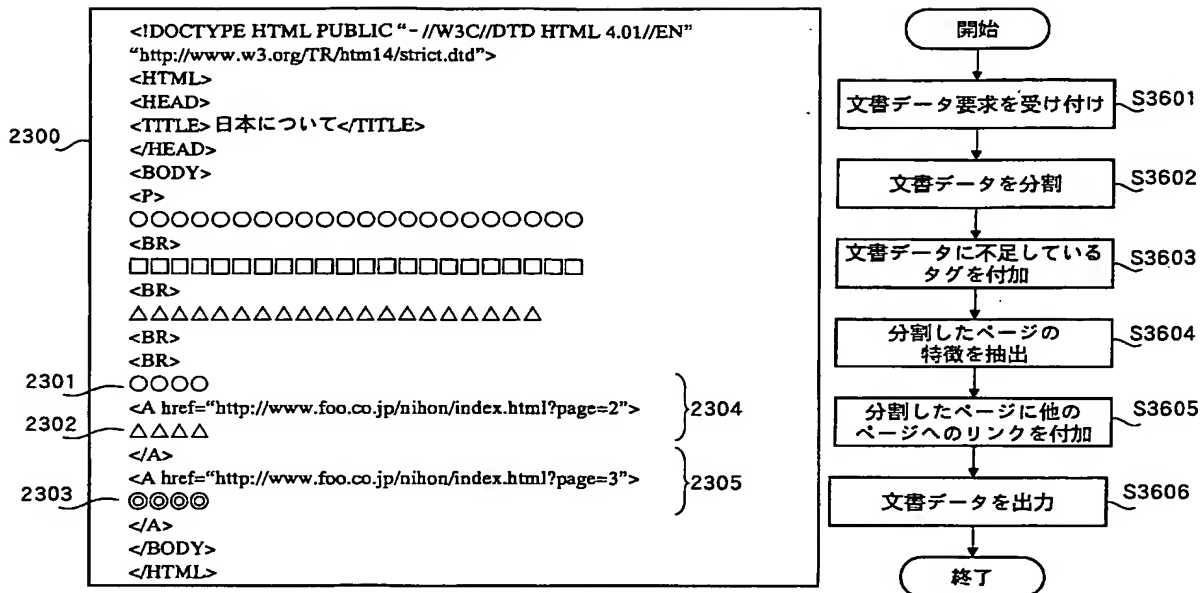 <!DOCTYPE HTML PUBLIC “-//W3C//DTD HTML 4.01//EN”
“http://www.w3.org/TR/htm14/strict.dtd”>
<HTML>
<HEAD>
<TITLE>日本について</TITLE>
2300
</HEAD>
<BODY>
<P>
○○○○○○○○○○○○○○○○○○○○○○
<BR>
□□□□□□□□□□□□□□□□□□□□□□
<BR>
△△△△△△△△△△△△△△△△△△△△
<BR>
<BR>
2301
○○○○
<A href=“http://www.foo.co.jp/nihon/index.html?page=2”>
2304
2302
△△△△
</A>
<A href=“http://www.foo.co.jp/nihon/index.html?page=3”>
2305
2303
◎◎◎◎
</A>
</BODY>
</HTML>
開始
文書データ要求を受け付け
S3601
文書データを分割
S3602
文書データに不足している
タグを付加
S3603
分割したページの
特徴を抽出
S3604
分割したページに他の
ページへのリンクを付加
S3605
文書データを出力
S3606
終了